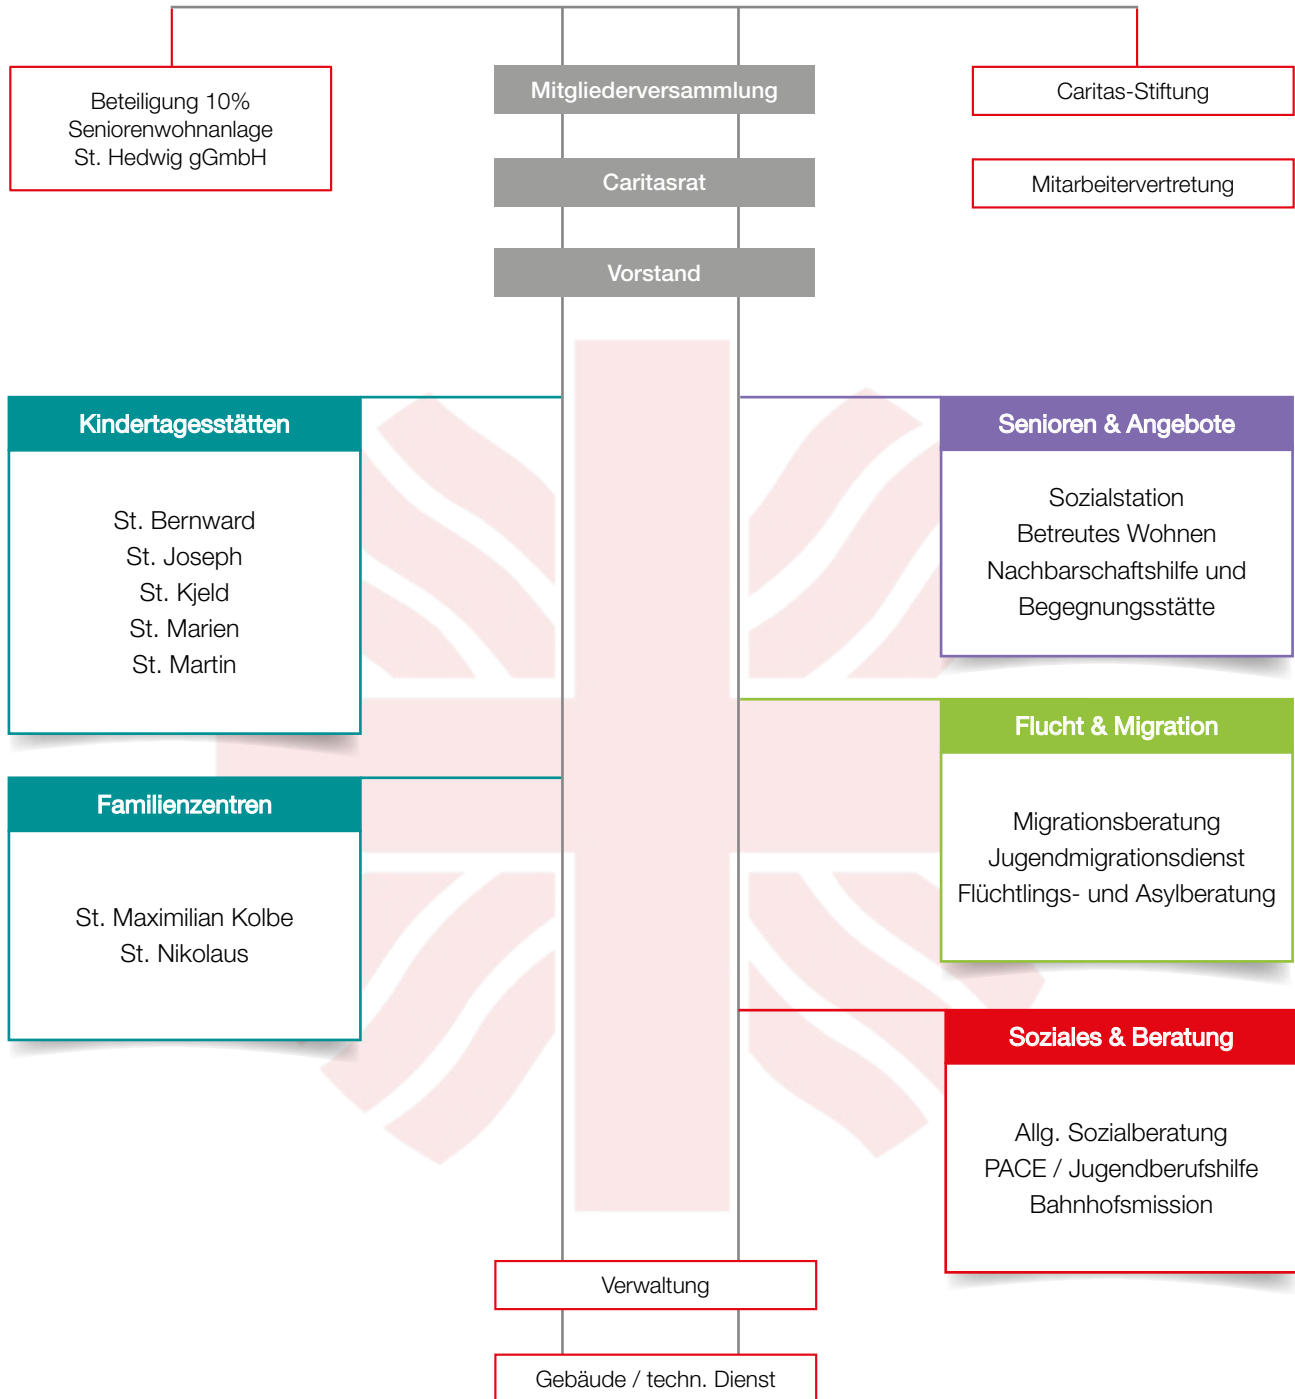 Beteiligung 10%
Seniorenwohnanlage
St. Hedwig gGmbH
Mitgliederversammlung
Caritasrat
Vorstand
Caritas-Stiftung
Mitarbeitervertretung
Kindertagesstätten
St. Bernward
St. Joseph
St. Kjeld
St. Marien
St. Martin
Familienzentren
St. Maximilian Kolbe
St. Nikolaus
Senioren & Angebote
Sozialstation
Betreutes Wohnen
Nachbarschaftshilfe und
Begegnungsstätte
Flucht & Migration
Migrationsberatung
Jugendmigrationsdienst
Flüchtlings- und Asylberatung
Soziales & Beratung
Allg. Sozialberatung
PACE / Jugendberufshilfe
Bahnhofsmission
Verwaltung
Gebäude / techn. Dienst